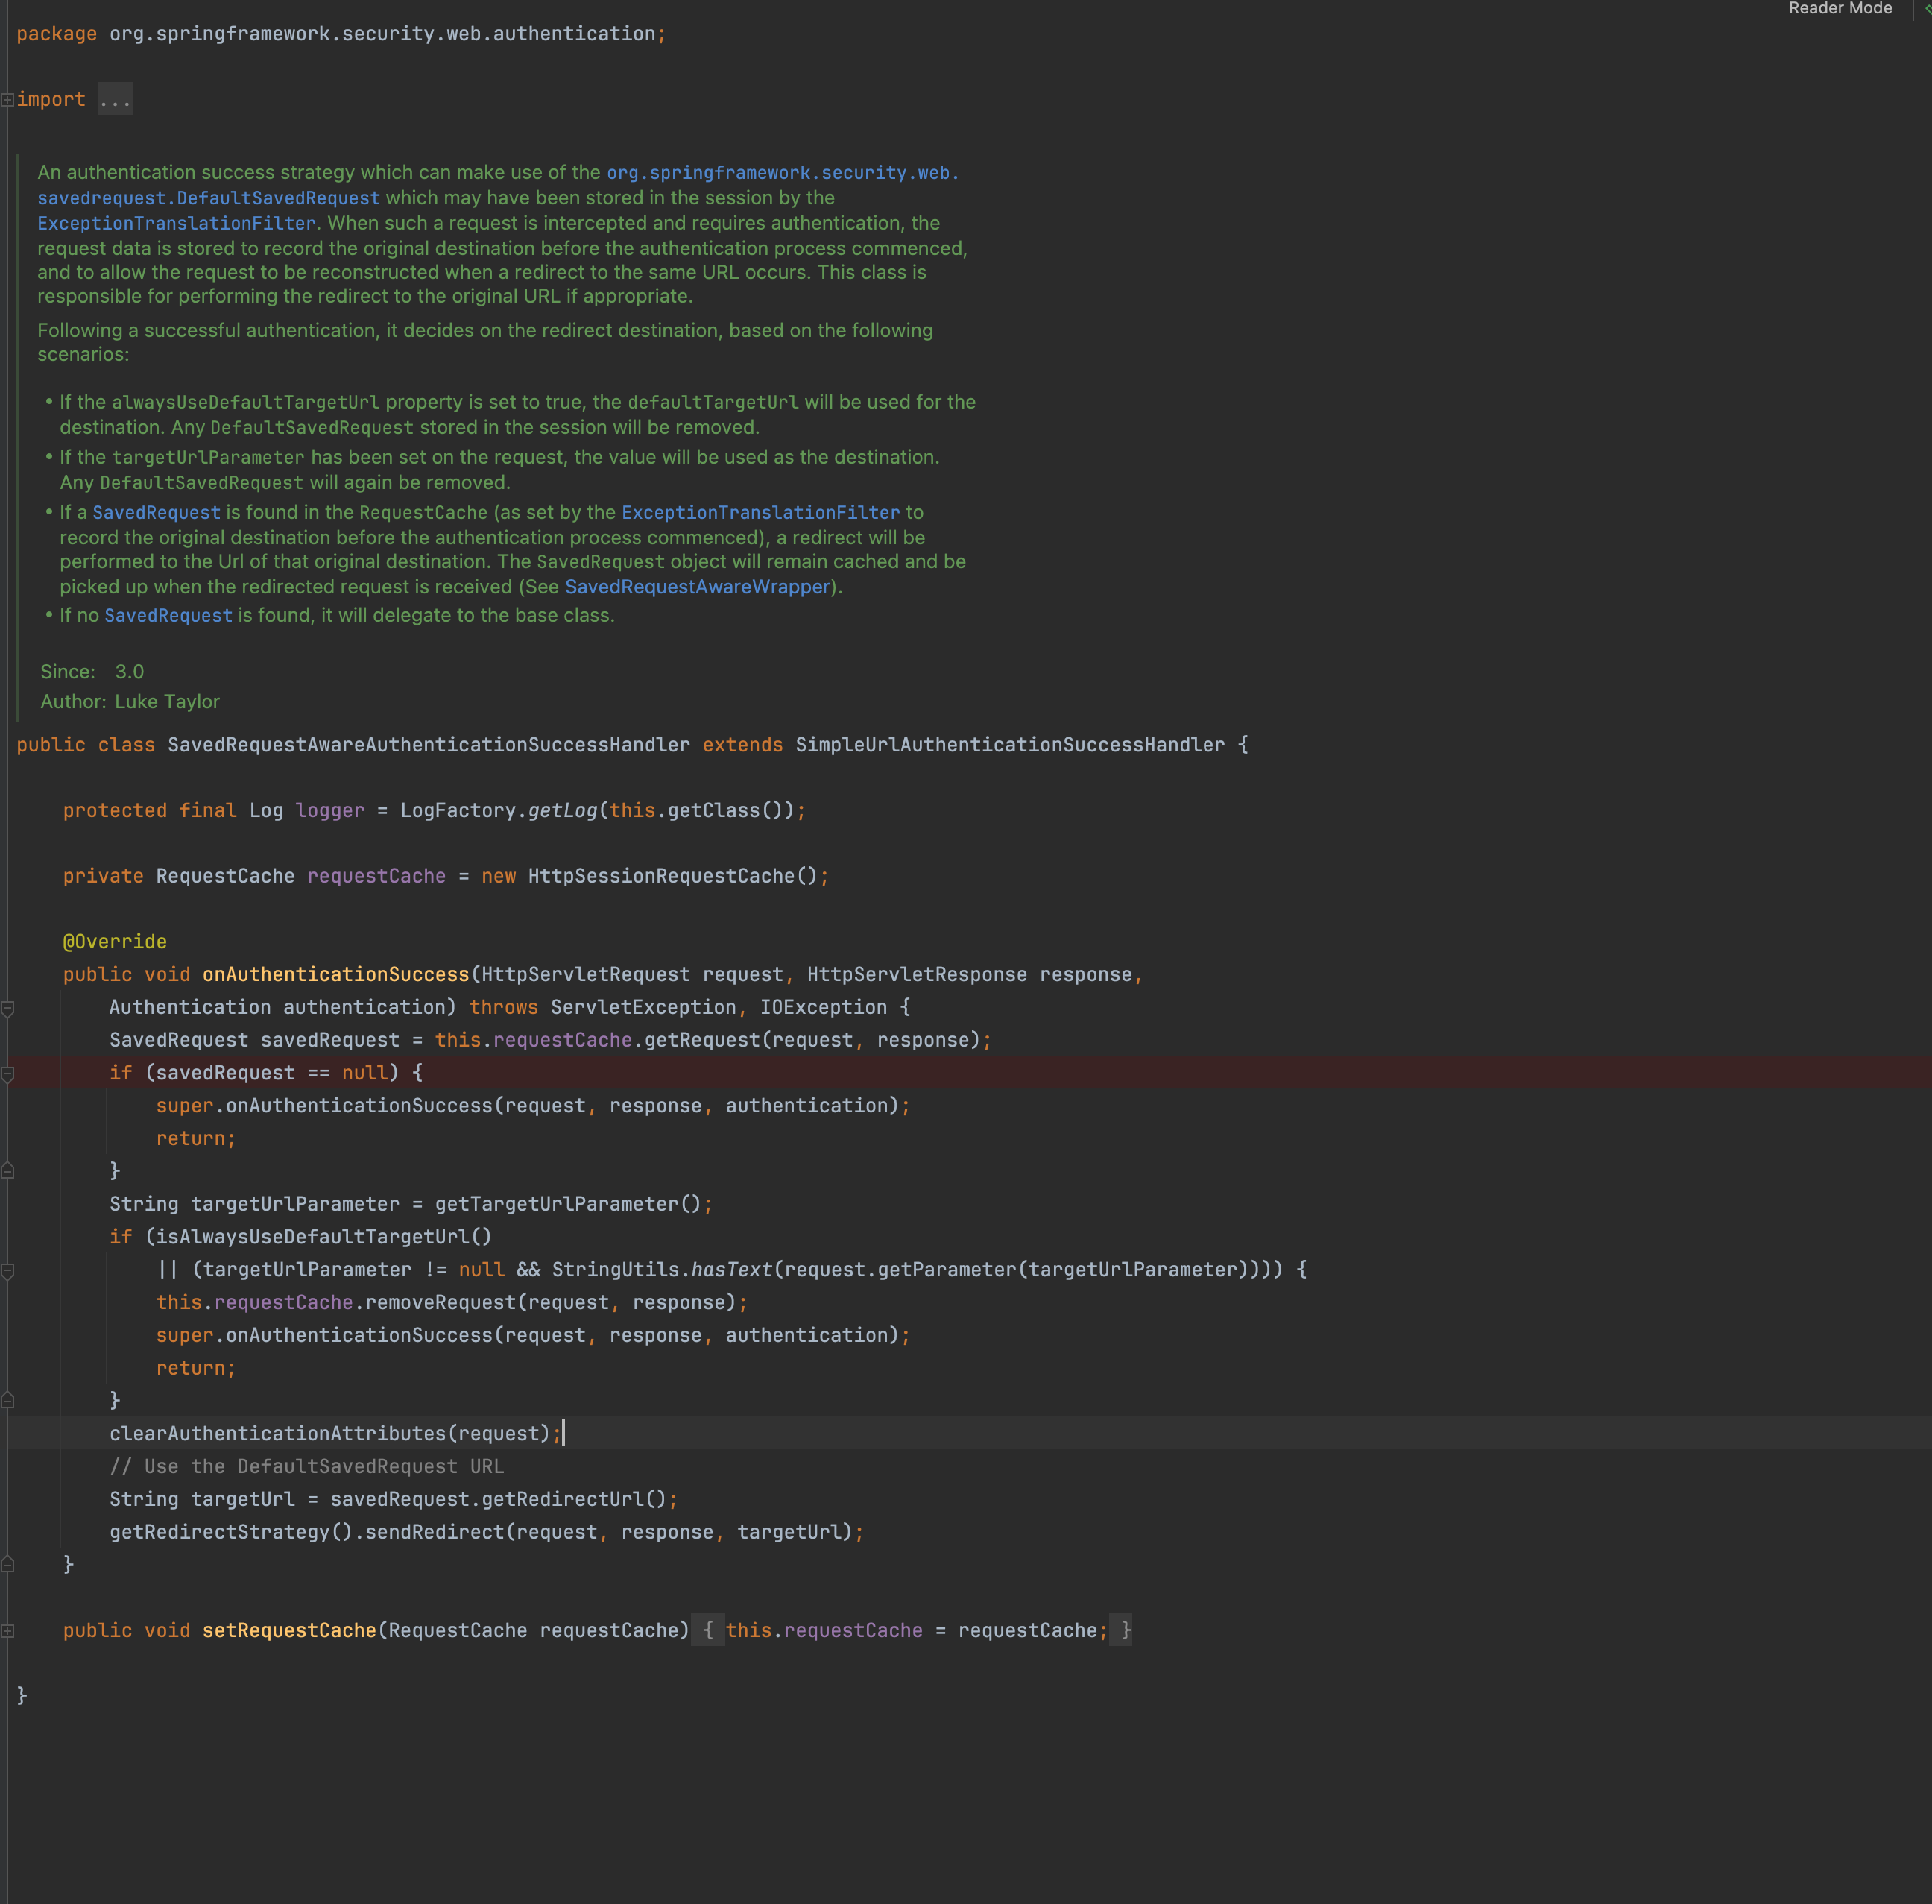 Reader Mode
package org.springframework.security.web.authentication;
import ...
An authentication success strategy which can make use of the org.springframework.security.web.
savedrequest.DefaultSavedRequest which may have been stored in the session by the
ExceptionTranslationFilter. When such a request is intercepted and requires authentication, the
request data is stored to record the original destination before the authentication process commenced,
and to allow the request to be reconstructed when a redirect to the same URL occurs. This class is
responsible for performing the redirect to the original URL if appropriate.
Following a successful authentication, it decides on the redirect destination, based on the following
scenarios:
• If the alwaysUseDefaultTargetUrl property is set to true, the defaultTargetUrl will be used for the
destination. Any DefaultSavedRequest stored in the session will be removed.
• If the targetUrlParameter has been set on the request, the value will be used as the destination.
Any DefaultSavedRequest will again be removed.
• If a SavedRequest is found in the RequestCache (as set by the ExceptionTranslationFilter to
record the original destination before the authentication process commenced), a redirect will be
performed to the Url of that original destination. The SavedRequest object will remain cached and be
picked up when the redirected request is received (See SavedRequestAwareWrapper).
• If no SavedRequest is found, it will delegate to the base class.
Since: 3.0
Author: Luke Taylor
public class SavedRequestAwareAuthenticationSuccessHandler extends SimpleUrlAuthenticationSuccessHandler {
protected final Log logger = LogFactory.getLog(this.getClass());
private RequestCache requestCache = new HttpSessionRequestCache();
@Override
public void onAuthenticationSuccess(HttpServletRequest request, HttpServletResponse response,
Authentication authentication) throws ServletException, IOException {
SavedRequest savedRequest = this.requestCache.getRequest(request, response);
if (savedRequest == null) {
super.onAuthenticationSuccess(request, response, authentication);
return;
}
String targetUrlParameter = getTargetUrlParameter();
if (isAlwaysUseDefaultTargetUrl()
|| (targetUrlParameter != null && StringUtils.hasText(request.getParameter(targetUrlParameter)))) {
this.requestCache.removeRequest(request, response);
super.onAuthenticationSuccess(request, response, authentication);
return;
}
clearAuthenticationAttributes(request);
// Use the DefaultSavedRequest URL
String targetUrl = savedRequest.getRedirectUrl();
getRedirectStrategy().sendRedirect(request, response, targetUrl);
}
public void setRequestCache(RequestCache requestCache) { this.requestCache = requestCache; }
}